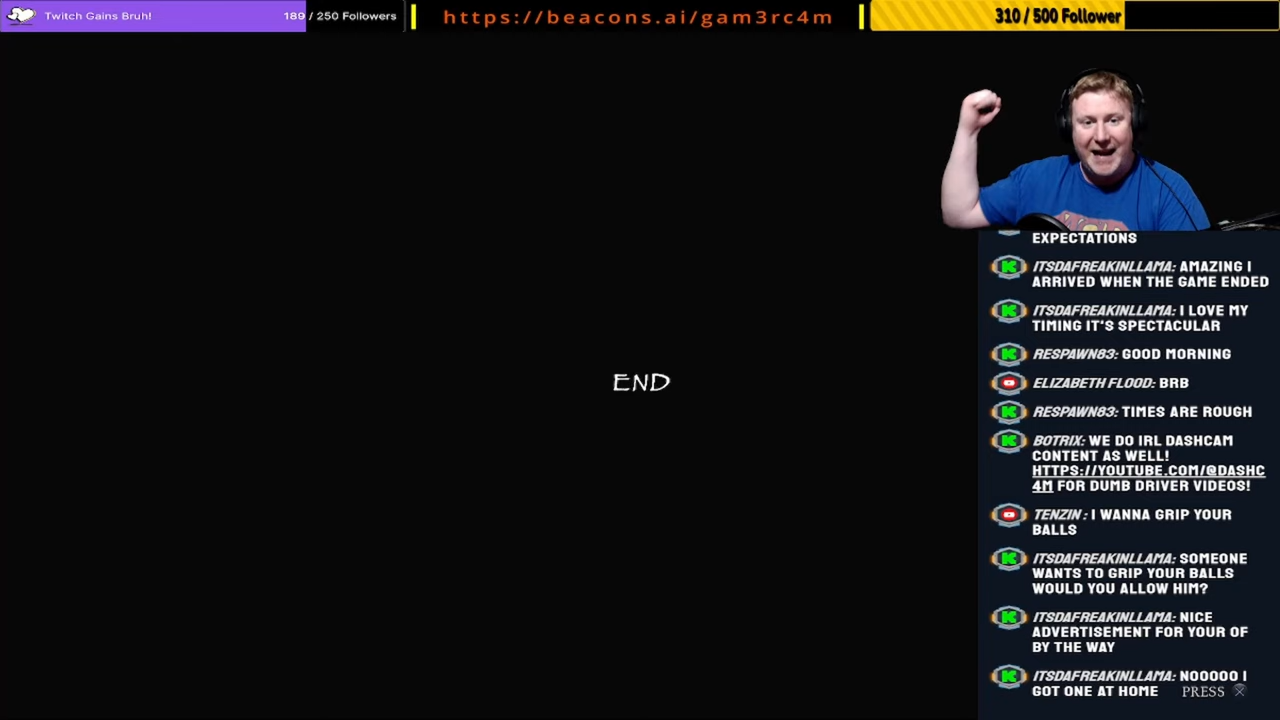 Twitch Gains Bruh!
189 / 250 Followers
https://beacons.ai/gam3rc4m
310 / 500 Follower
END
EXPECTATIONS
ITSDAFREAKINLLAMA: AMAZING I
ARRIVED WHEN THE GAME ENDED
ITSDAFREAKINLLAMA: I LOVE MY
TIMING IT'S SPECTACULAR
RESPAWN83: GOOD MORNING
ELIZABETH FLOOD: BRB
RESPAWN83: TIMES ARE ROUGH
BOTRIX: WE DO IRL DASHCAM
CONTENT AS WELL!
HTTPS://YOUTUBE.COM/@DASHC
4M FOR DUMB DRIVER VIDEOS!
TENZIN : I WANNA GRIP YOUR
BALLS
ITSDAFREAKINLLAMA: SOMEONE
WANTS TO GRIP YOUR BALLS
WOULD YOU ALLOW HIM?
ITSDAFREAKINLLAMA: NICE
ADVERTISEMENT FOR YOUR OF
BY THE WAY
ITSDAFREAKINLLAMA: NOOOOO I
GOT ONE AT HOME
PRESS